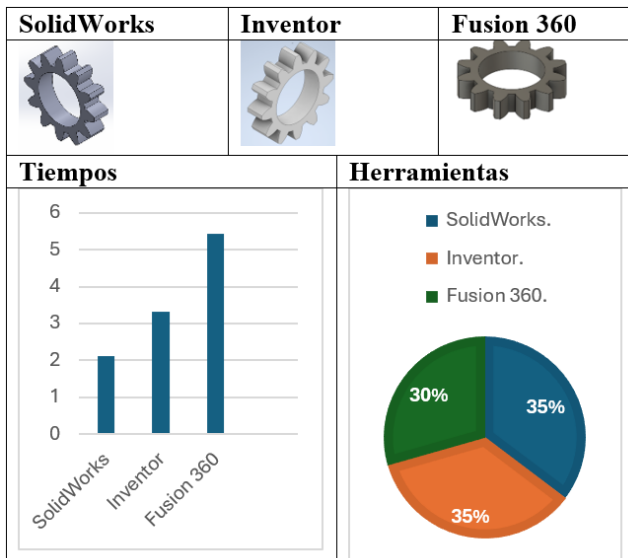 SolidWorks
Inventor
Fusion 360
Tiempos
Herramientas
6
5
4
3
2
1
0
SolidWorks
Inventor
Fusion 360
SolidWorks.
Inventor.
Fusion 360.
30%
35%
35%